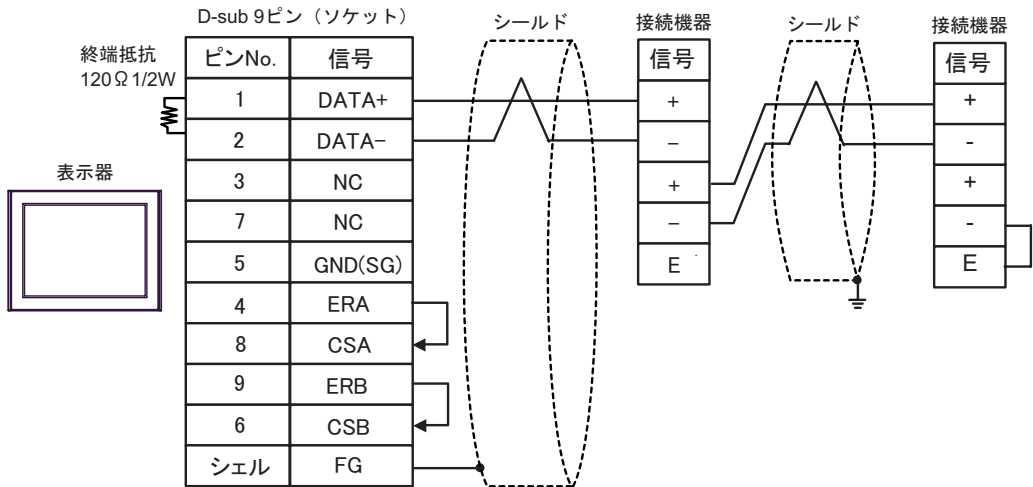 D-sub 9ピン（ソケット）
シールド
接続機器
シールド
接続機器
終端抵抗
120Ω1/2W
表示器
ピンNo. 信号
1 DATA+
2 DATA−
3 NC
7 NC
5 GND(SG)
4 ERA
8 CSA
9 ERB
6 CSB
シェル FG
信号
+
−
+
−
E
信号
+
-
+
-
E